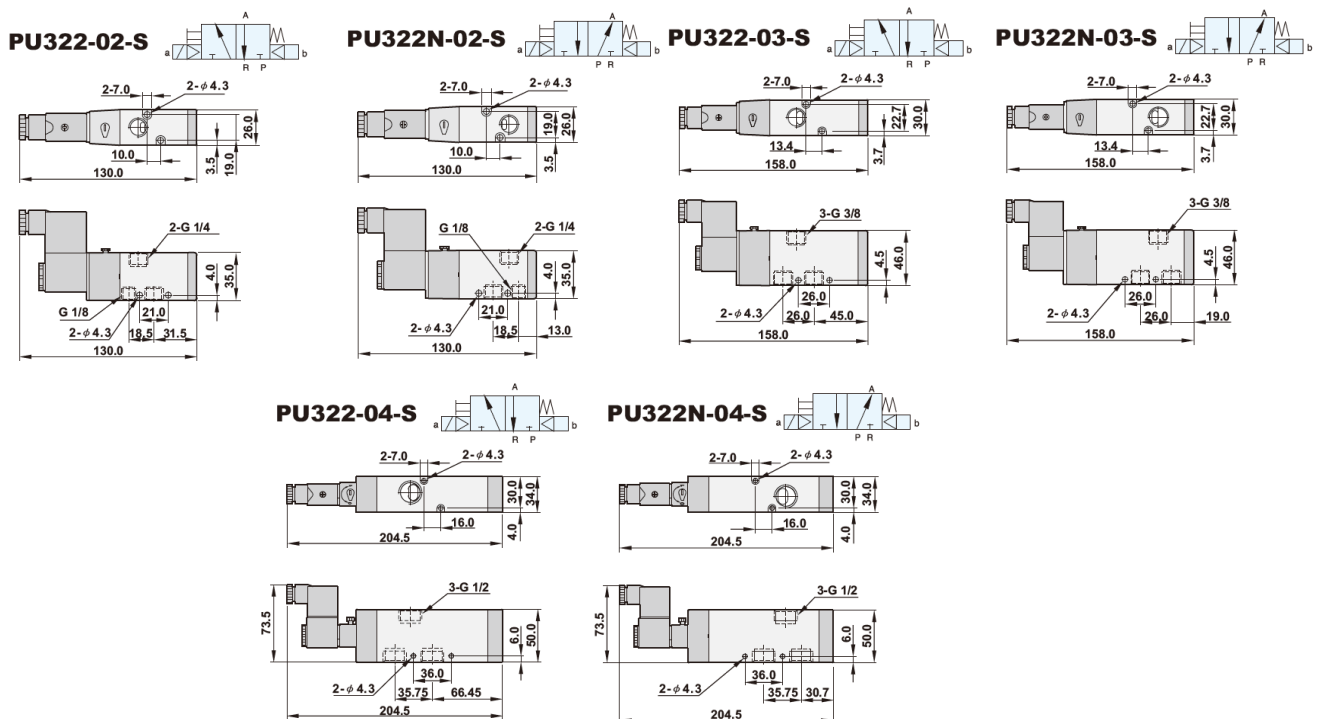 PU322-02-S
a
A
R P
b
2-7.0
2-ϕ4.3
26.0
19.0
3.5
10.0
130.0
2-G 1/4
35.0
4.0
G 1/8
21.0
2-ϕ4.3
18.5
31.5
130.0
PU322N-02-S
a
A
P R
b
2-7.0
2-ϕ4.3
19.0
26.0
10.0
3.5
130.0
G 1/8
2-G 1/4
4.0
35.0
21.0
2-ϕ4.3
18.5
13.0
130.0
PU322-03-S
a
A
R P
b
2-7.0
2-ϕ4.3
22.7
30.0
13.4
3.7
158.0
3-G 3/8
4.5
46.0
26.0
2-ϕ4.3
26.0
45.0
158.0
PU322N-03-S
a
A
P R
b
2-7.0
2-ϕ4.3
22.7
30.0
13.4
3.7
158.0
3-G 3/8
4.5
46.0
26.0
2-ϕ4.3
26.0
19.0
158.0
PU322-04-S
a
A
R P
b
2-7.0
2-ϕ4.3
30.0
34.0
16.0
4.0
204.5
73.5
3-G 1/2
6.0
50.0
36.0
2-ϕ4.3
35.75
66.45
204.5
PU322N-04-S
a
A
P R
b
2-7.0
2-ϕ4.3
30.0
34.0
16.0
4.0
204.5
73.5
3-G 1/2
6.0
50.0
36.0
2-ϕ4.3
35.75
30.7
204.5